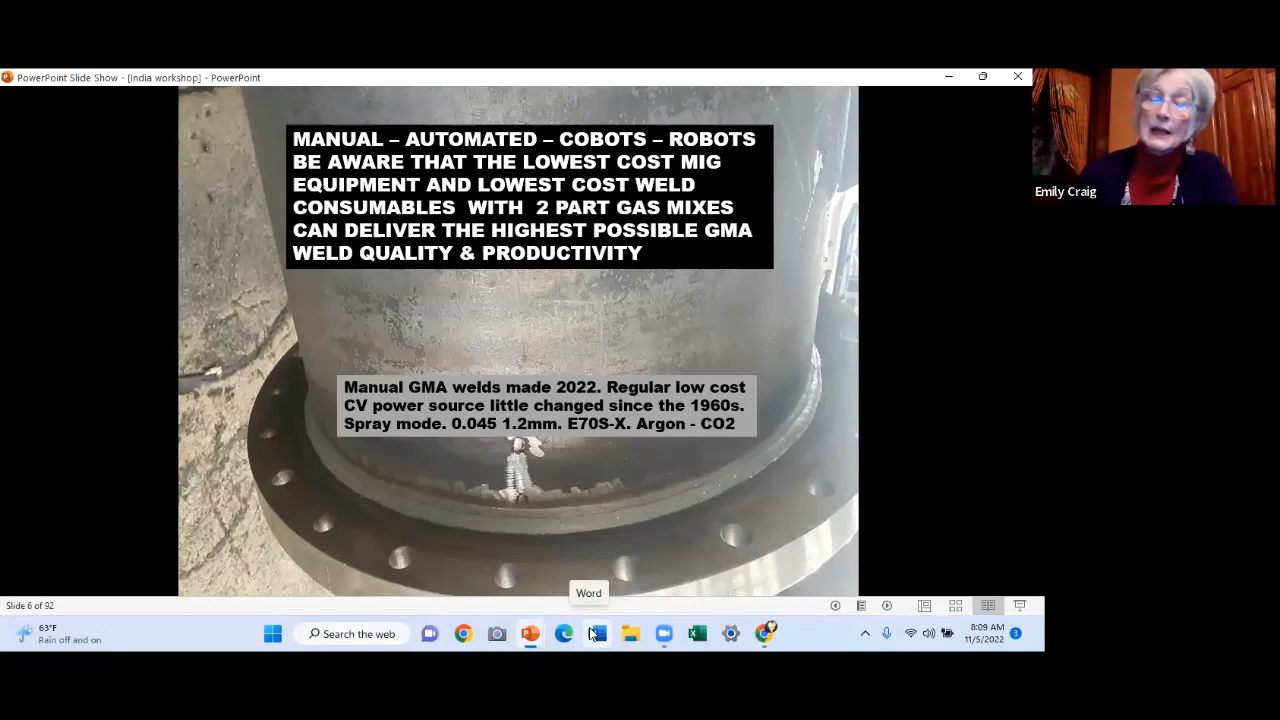 PowerPoint Slide Show - [India workshop] - PowerPoint
MANUAL – AUTOMATED – COBOTS – ROBOTS
BE AWARE THAT THE LOWEST COST MIG
EQUIPMENT AND LOWEST COST WELD
CONSUMABLES WITH 2 PART GAS MIXES
CAN DELIVER THE HIGHEST POSSIBLE GMA
WELD QUALITY & PRODUCTIVITY
Emily Craig
Manual GMA welds made 2022. Regular low cost
CV power source little changed since the 1960s.
Spray mode. 0.045 1.2mm. E70S-X. Argon - CO2
Word
Slide 6 of 92
63°F
Rain off and on
Search the web
8:09 AM
11/5/2022
3